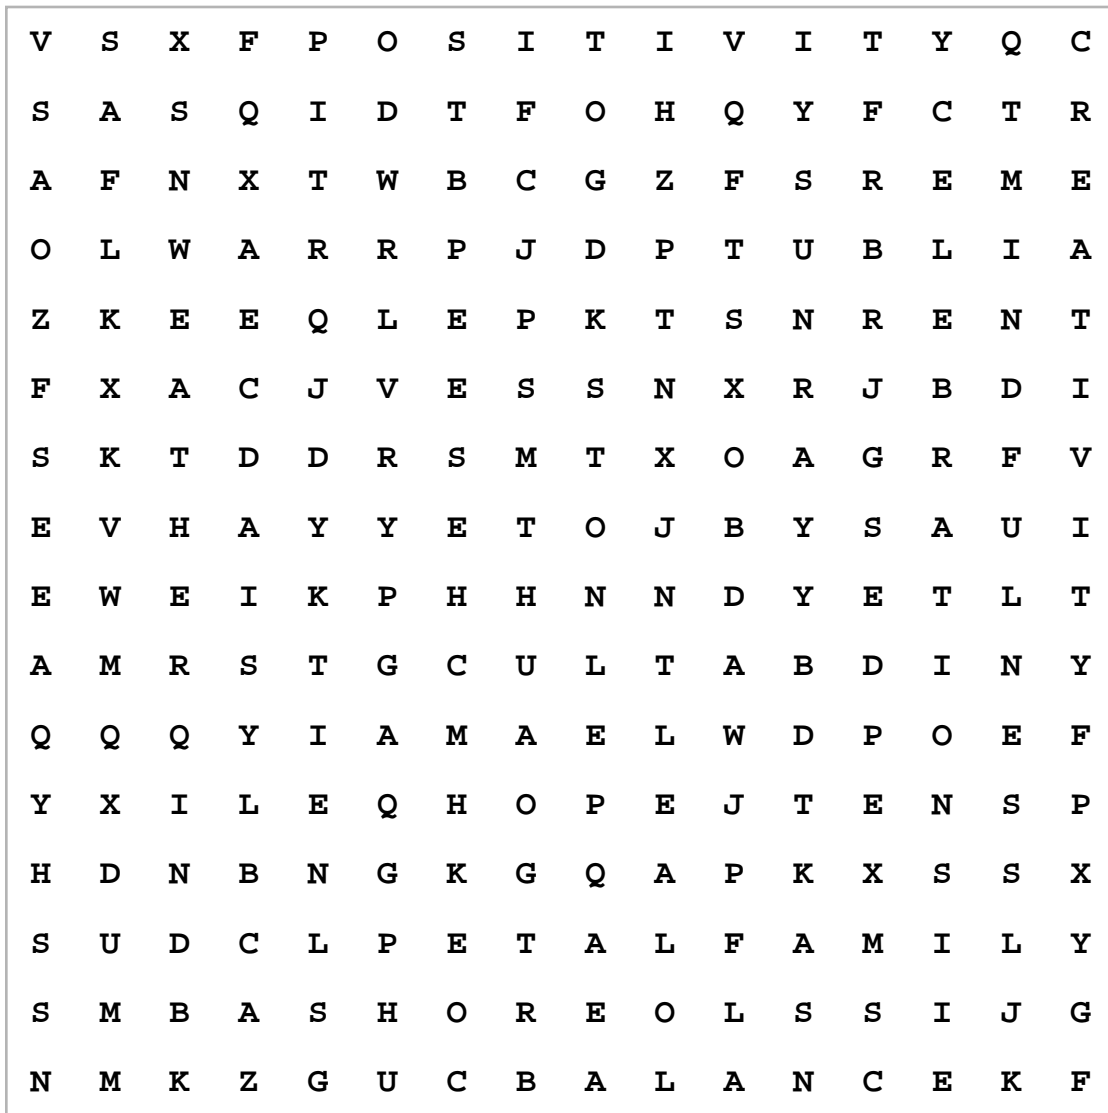 V S X F P O S I T I V I T Y Q C
S A S Q I D T F O H Q Y F C T R
A F N X T W B C G Z F S R E M E
O L W A R R P J D P T U B L I A
Z K E E Q L E P K T S N R E N T
F X A C J V E S S N X R J B D I
S K T D D R S M T X O A G R F V
E V H A Y Y E T O J B Y S A U I
E W E I K P H H N N D Y E T L T
A M R S T G C U L T A B D I N Y
Q Q Q Y I A M A E L W D P O E F
Y X I L E Q H O P E J T E N S P
H D N B N G K G Q A P K X S S X
S U D C L P E T A L F A M I L Y
S M B A S H O R E O L S S I J G
N M K Z G U C B A L A N C E K F